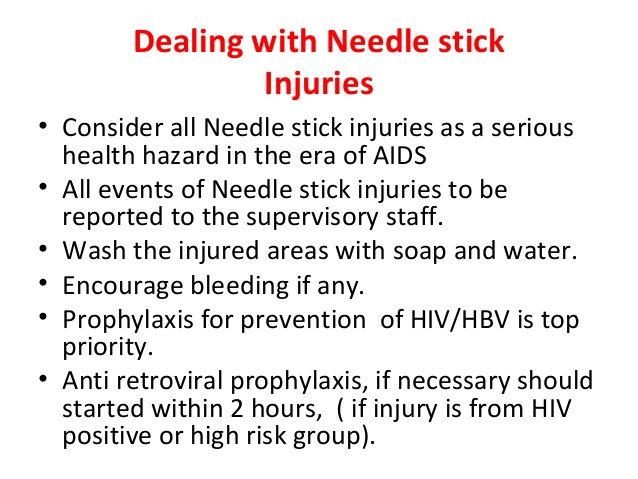 Dealing with Needle stick
Injuries
• Consider all Needle stick injuries as a serious
health hazard in the era of AIDS
• All events of Needle stick injuries to be
reported to the supervisory staff.
• Wash the injured areas with soap and water.
• Encourage bleeding if any.
• Prophylaxis for prevention  of HIV/HBV is top
priority.
• Anti retroviral prophylaxis, if necessary should
started within 2 hours,  ( if injury is from HIV
positive or high risk group).